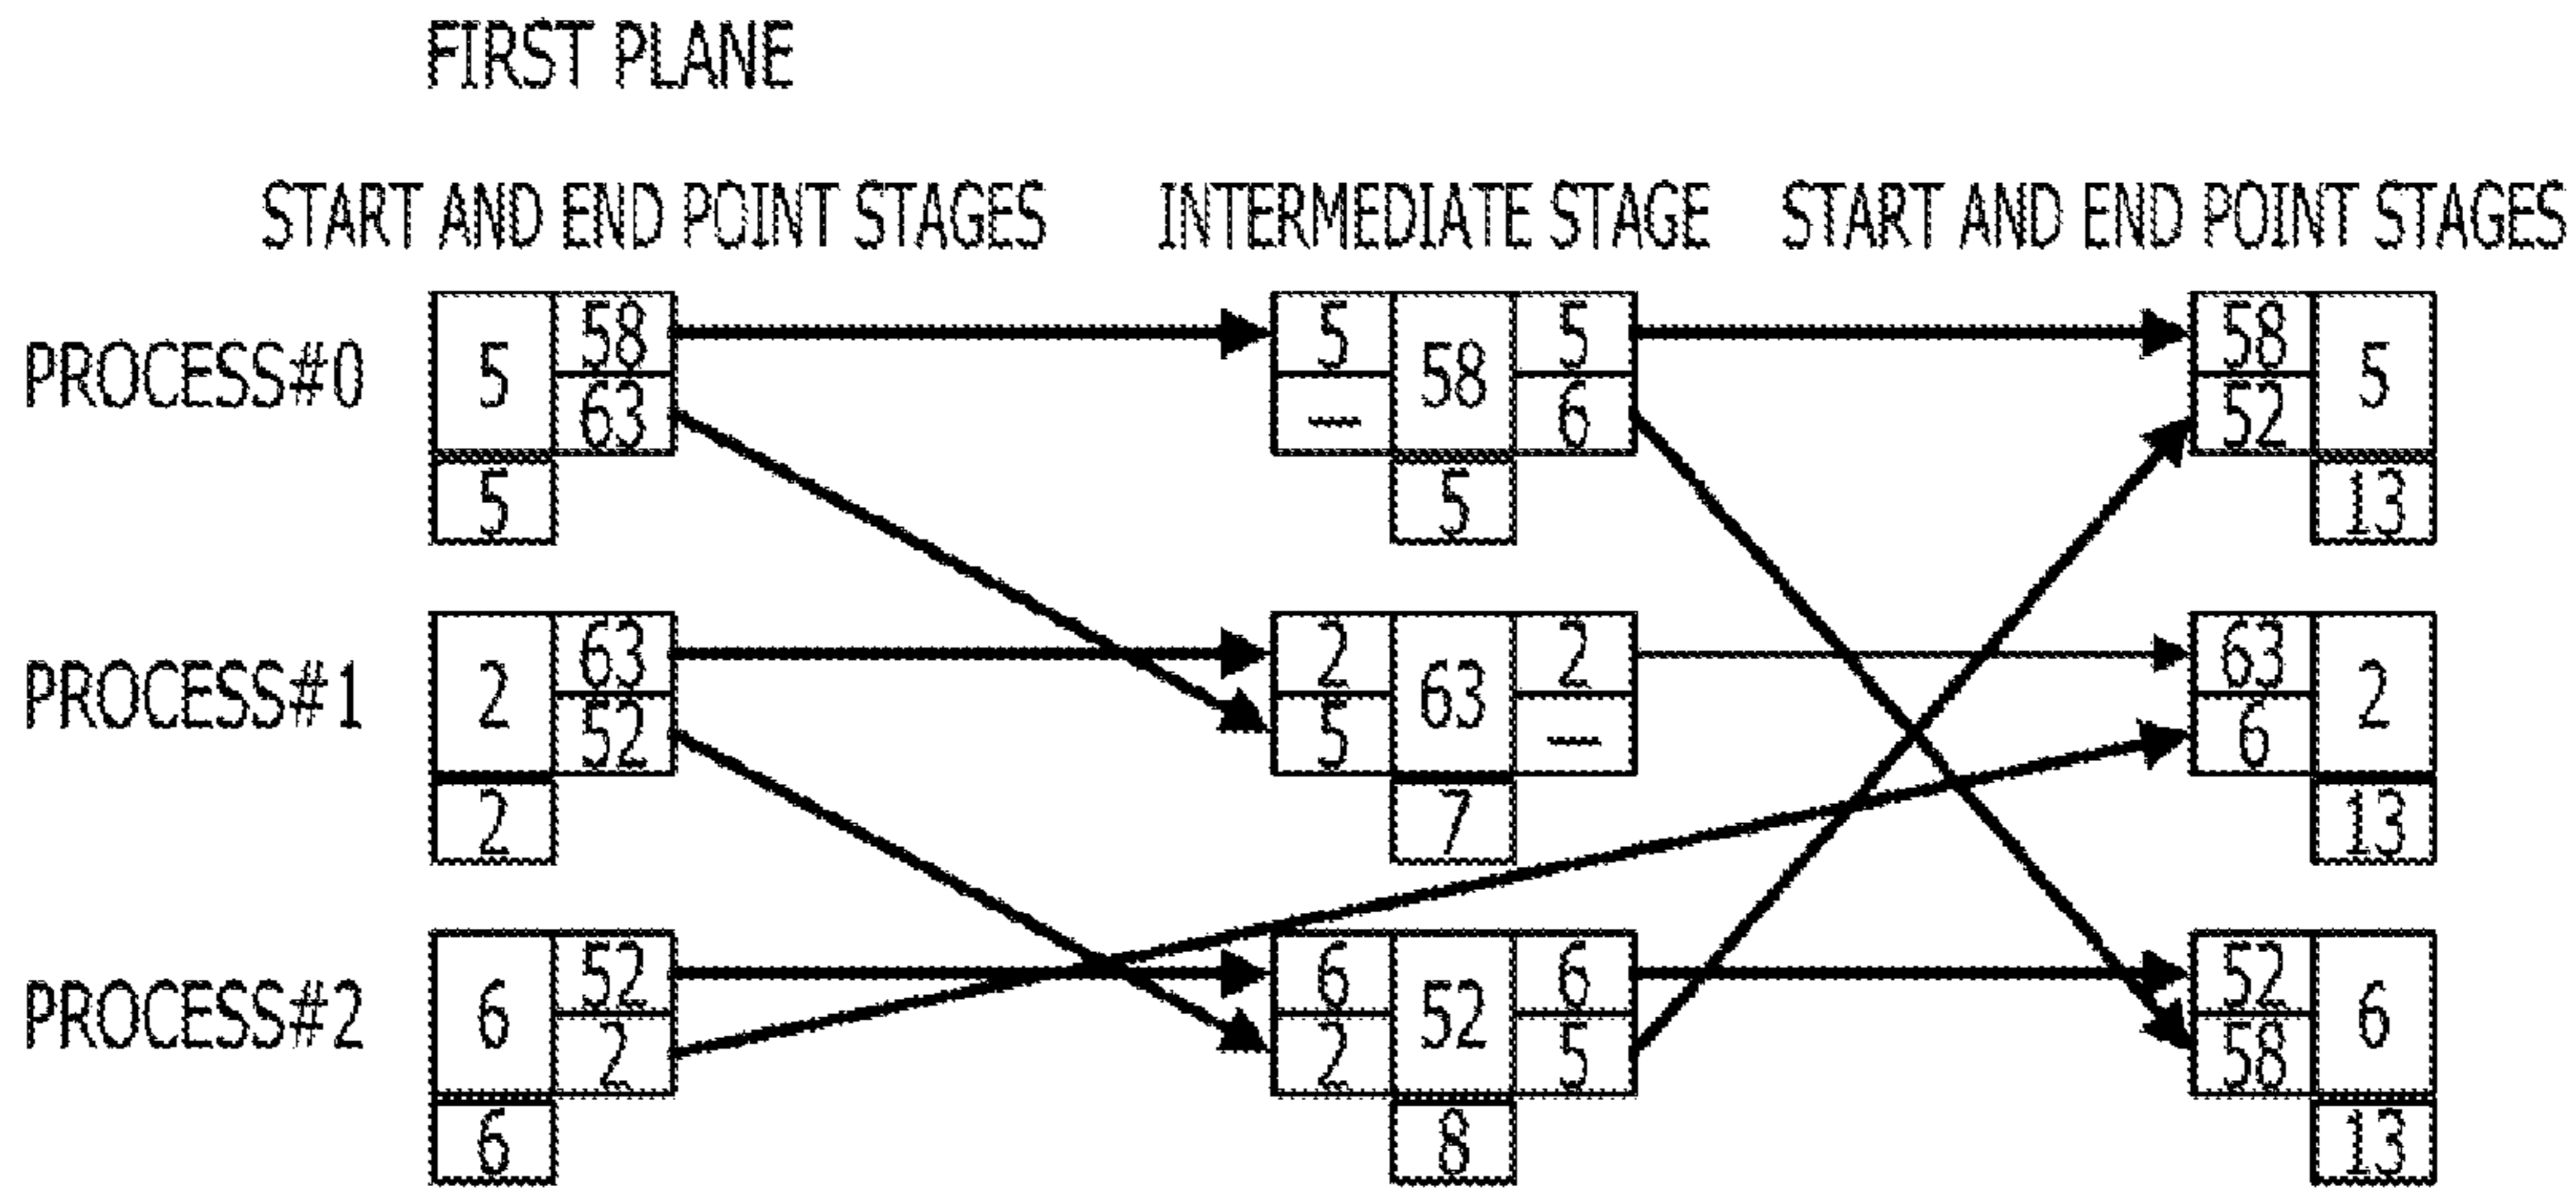 FIRST PLANE
START AND END POINT STAGES INTERMEDIATE STAGE START AND END POINT STAGES
58 5 5 58
PROCESS#0 5 58 5
63 — 6 52
5 5 13
63 2 2 63
PROCESS#1 2 63 2
52 5 — 6
2 7 13
52 6 6 52
PROCESS#2 6 52 6
2 2 5 58
6 8 13